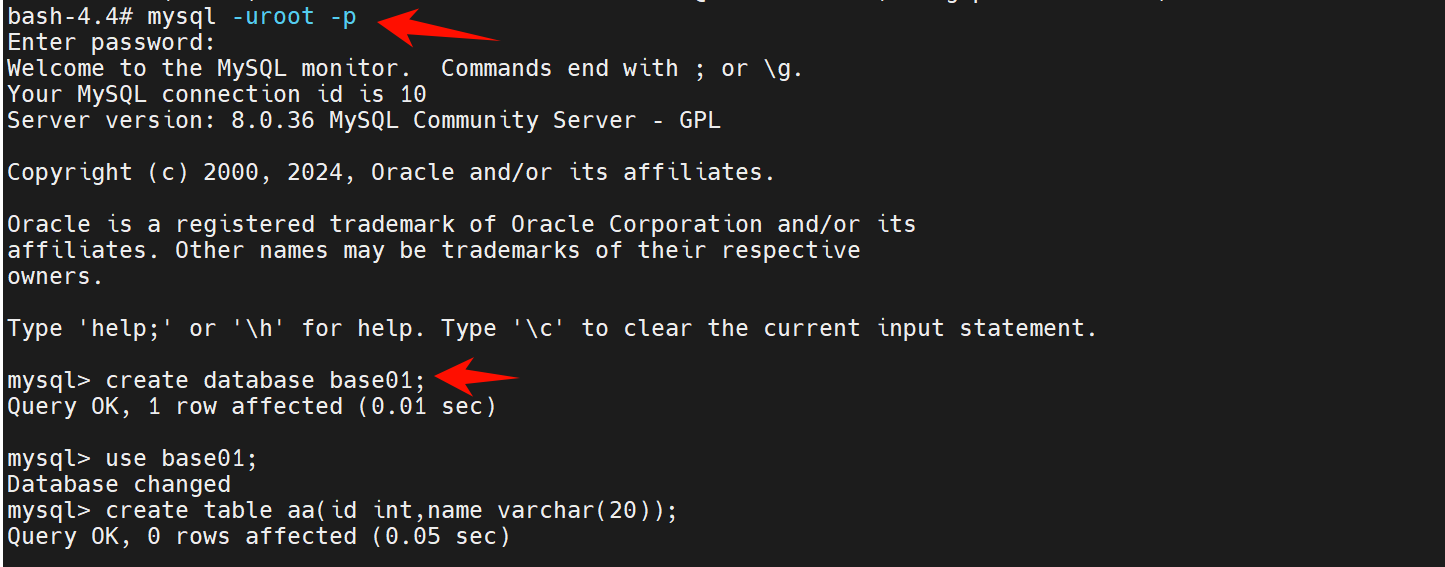 bash-4.4# mysql -uroot -p
Enter password:
Welcome to the MySQL monitor.  Commands end with ; or \g.
Your MySQL connection id is 10
Server version: 8.0.36 MySQL Community Server - GPL
Copyright (c) 2000, 2024, Oracle and/or its affiliates.
Oracle is a registered trademark of Oracle Corporation and/or its
affiliates. Other names may be trademarks of their respective
owners.
Type 'help;' or '\h' for help. Type '\c' to clear the current input statement.
mysql> create database base01;
Query OK, 1 row affected (0.01 sec)
mysql> use base01;
Database changed
mysql> create table aa(id int,name varchar(20));
Query OK, 0 rows affected (0.05 sec)